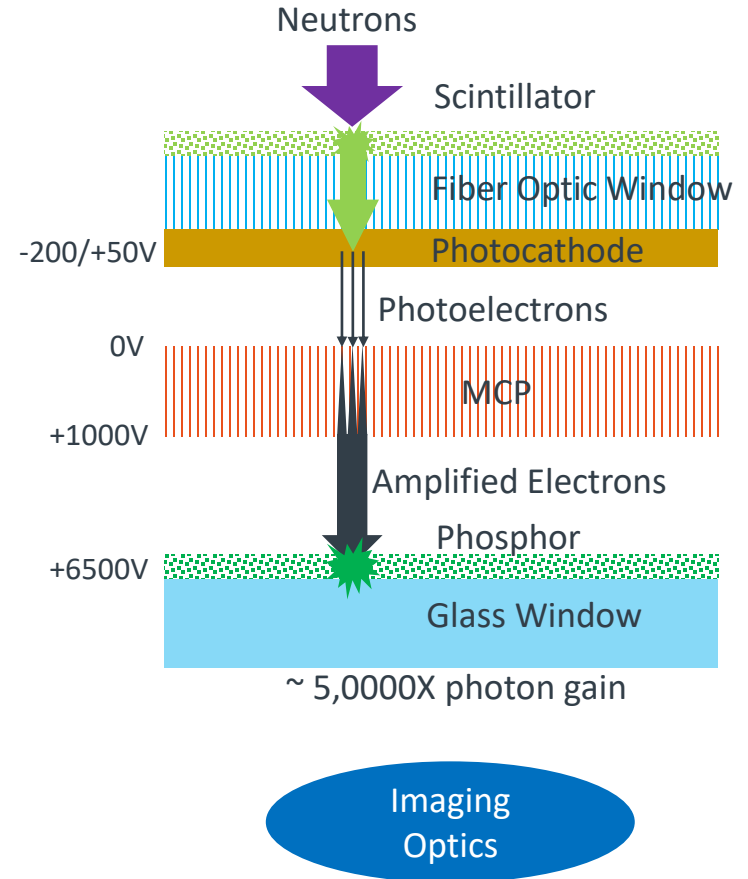 Neutrons
Scintillator
Fiber Optic Window
-200/+50V
Photocathode
Photoelectrons
0V
MCP
+1000V
Amplified Electrons
Phosphor
+6500V
Glass Window
~ 5,0000X photon gain
Imaging
Optics